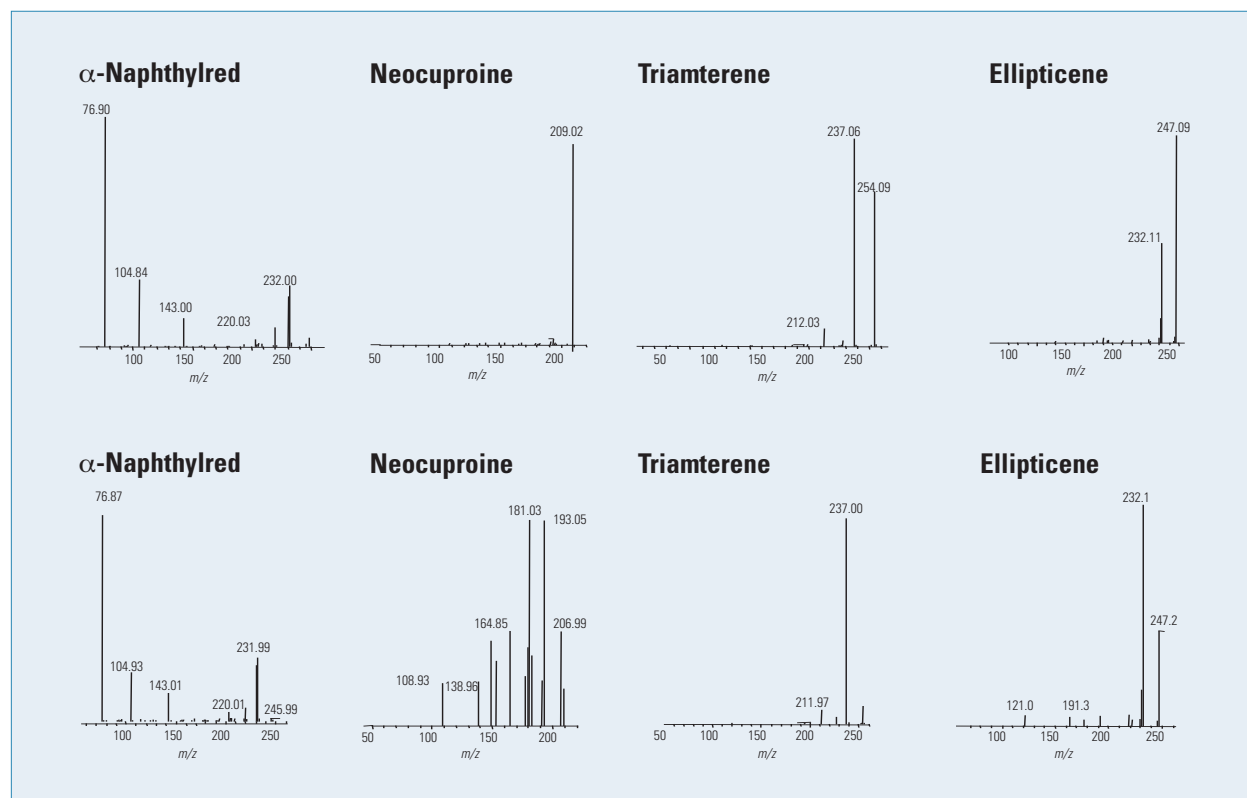 α-Naphthylred
76.90
104.84
143.00
220.03
232.00
100 150 200 250
m/z
Neocuproine
209.02
50 100 150 200
m/z
Triamterene
237.06
254.09
212.03
100 150 200 250
m/z
Ellipticene
247.09
232.11
100 150 200 250
m/z
α-Naphthylred
76.87
104.93
143.01
220.01
231.99
245.99
100 150 200 250
m/z
Neocuproine
181.03
193.05
164.85
206.99
108.93
138.96
50 100 150 200
m/z
Triamterene
237.00
211.97
50 100 150 200 250
m/z
Ellipticene
232.1
247.2
121.0
191.3
100 150 200 250
m/z